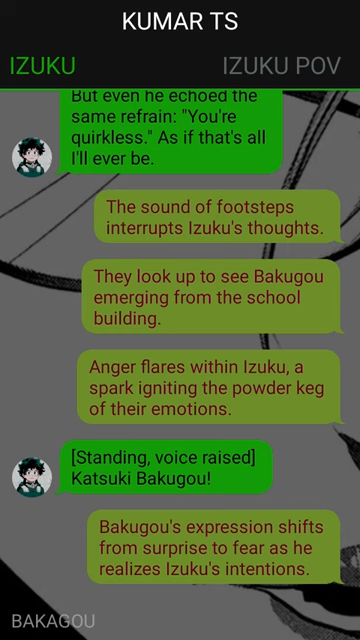 KUMAR TS
IZUKU
IZUKU POV
But even he echoed the
same refrain: "You're
quirkless." As if that's all
I'll ever be.
The sound of footsteps
interrupts Izuku's thoughts.
They look up to see Bakugou
emerging from the school
building.
Anger flares within Izuku, a
spark igniting the powder keg
of their emotions.
[Standing, voice raised]
Katsuki Bakugou!
Bakugou's expression shifts
from surprise to fear as he
realizes Izuku's intentions.
BAKAGOU